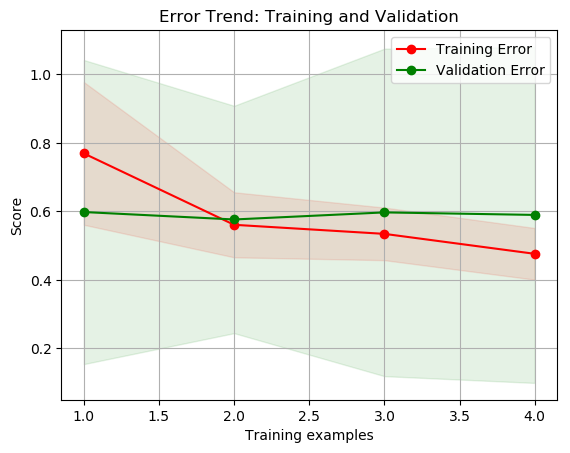 Error Trend: Training and Validation
Training Error
Validation Error
Score
1.0
0.8
0.6
0.4
0.2
1.0 1.5 2.0 2.5 3.0 3.5 4.0
Training examples